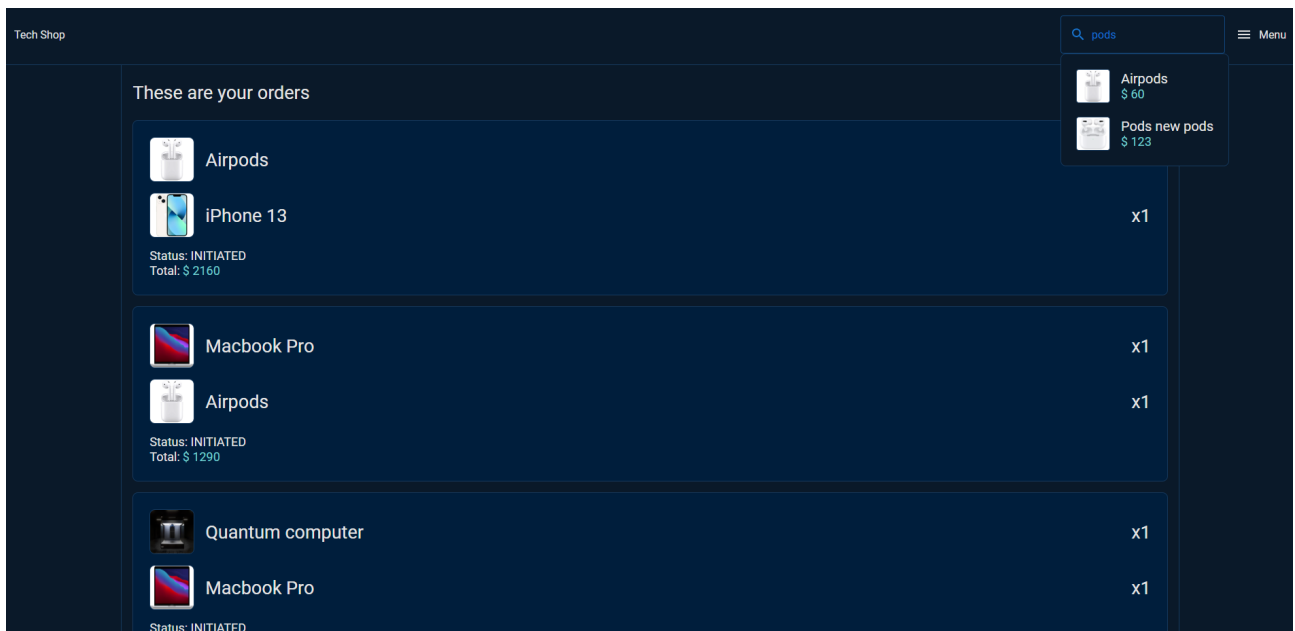 Tech Shop
pods
Menu
Airpods
$ 60
Pods new pods
$ 123
These are your orders
Airpods
iPhone 13 x1
Status: INITIATED
Total: $ 2160
Macbook Pro x1
Airpods x1
Status: INITIATED
Total: $ 1290
Quantum computer x1
Macbook Pro x1
Status: INITIATED